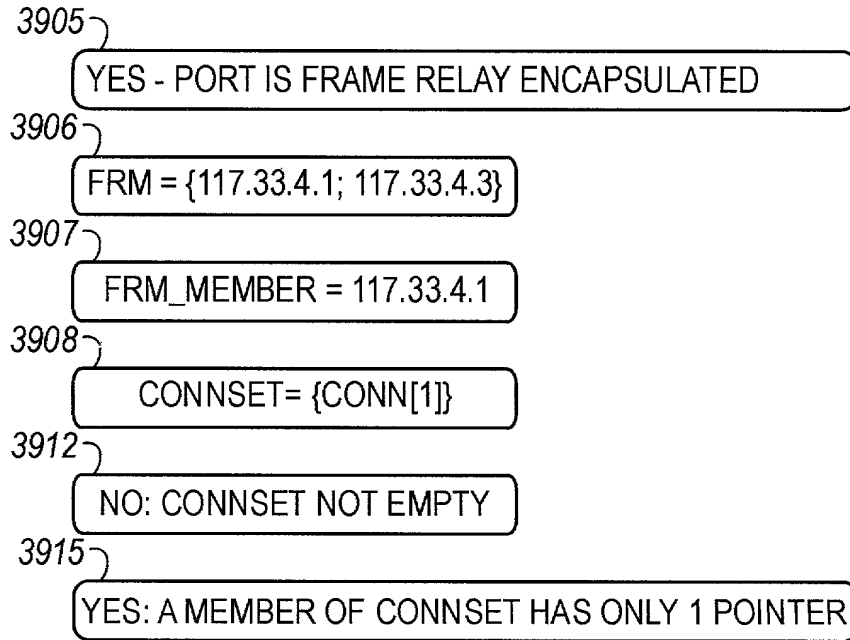 3905
YES - PORT IS FRAME RELAY ENCAPSULATED
3906
FRM = {117.33.4.1; 117.33.4.3}
3907
FRM_MEMBER = 117.33.4.1
3908
CONNSET= {CONN[1]}
3912
NO: CONNSET NOT EMPTY
3915
YES: A MEMBER OF CONNSET HAS ONLY 1 POINTER